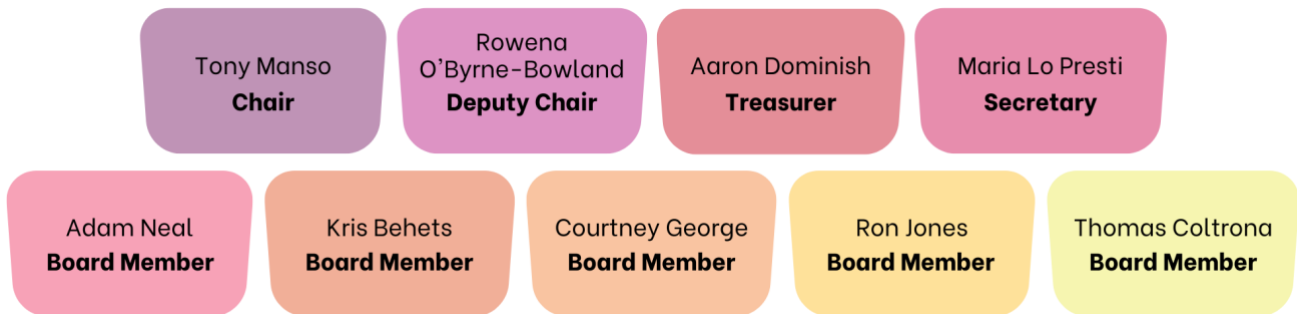 Tony Manso
Chair
Rowena
O'Byrne-Bowland
Deputy Chair
Aaron Dominish
Treasurer
Maria Lo Presti
Secretary
Adam Neal
Board Member
Kris Behets
Board Member
Courtney George
Board Member
Ron Jones
Board Member
Thomas Coltrona
Board Member